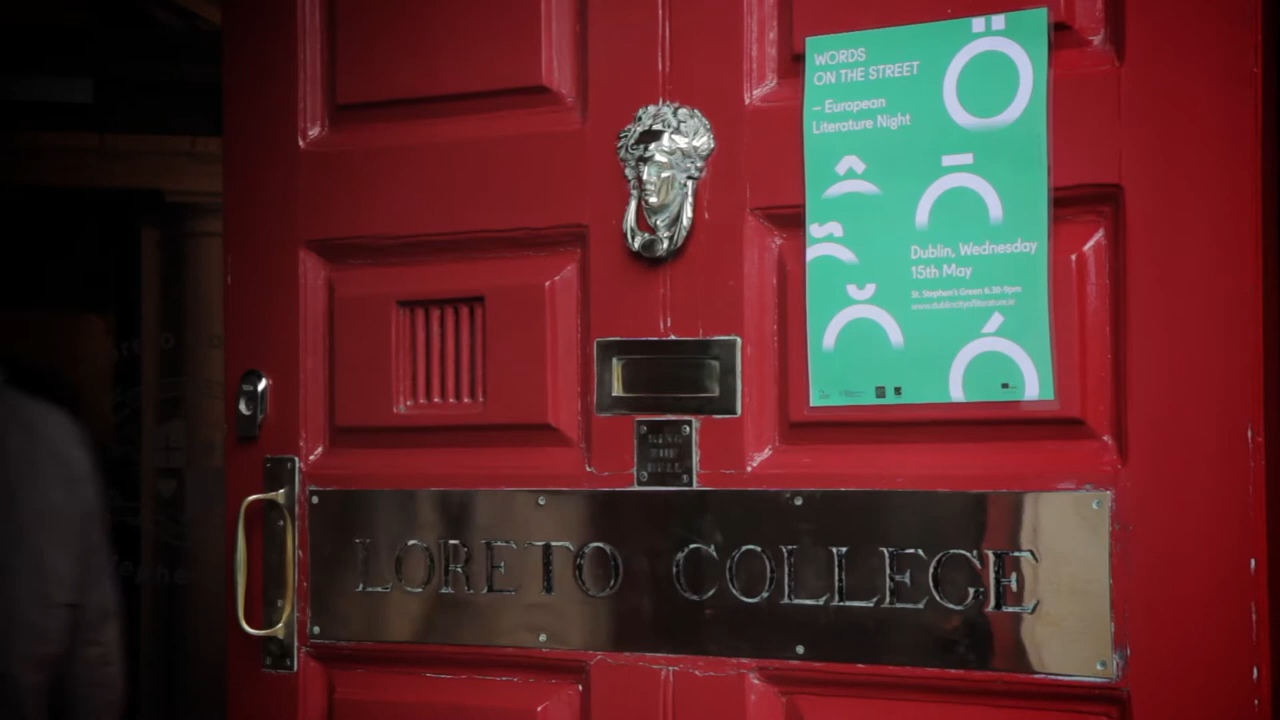 WORDS
ON THE STREET
– European
Literature Night
Dublin, Wednesday
15th May
St. Stephen's Green 6.30-9pm
www.dublincityofliterature.ie
RING
THE
BELL
LORETO COLLEGE